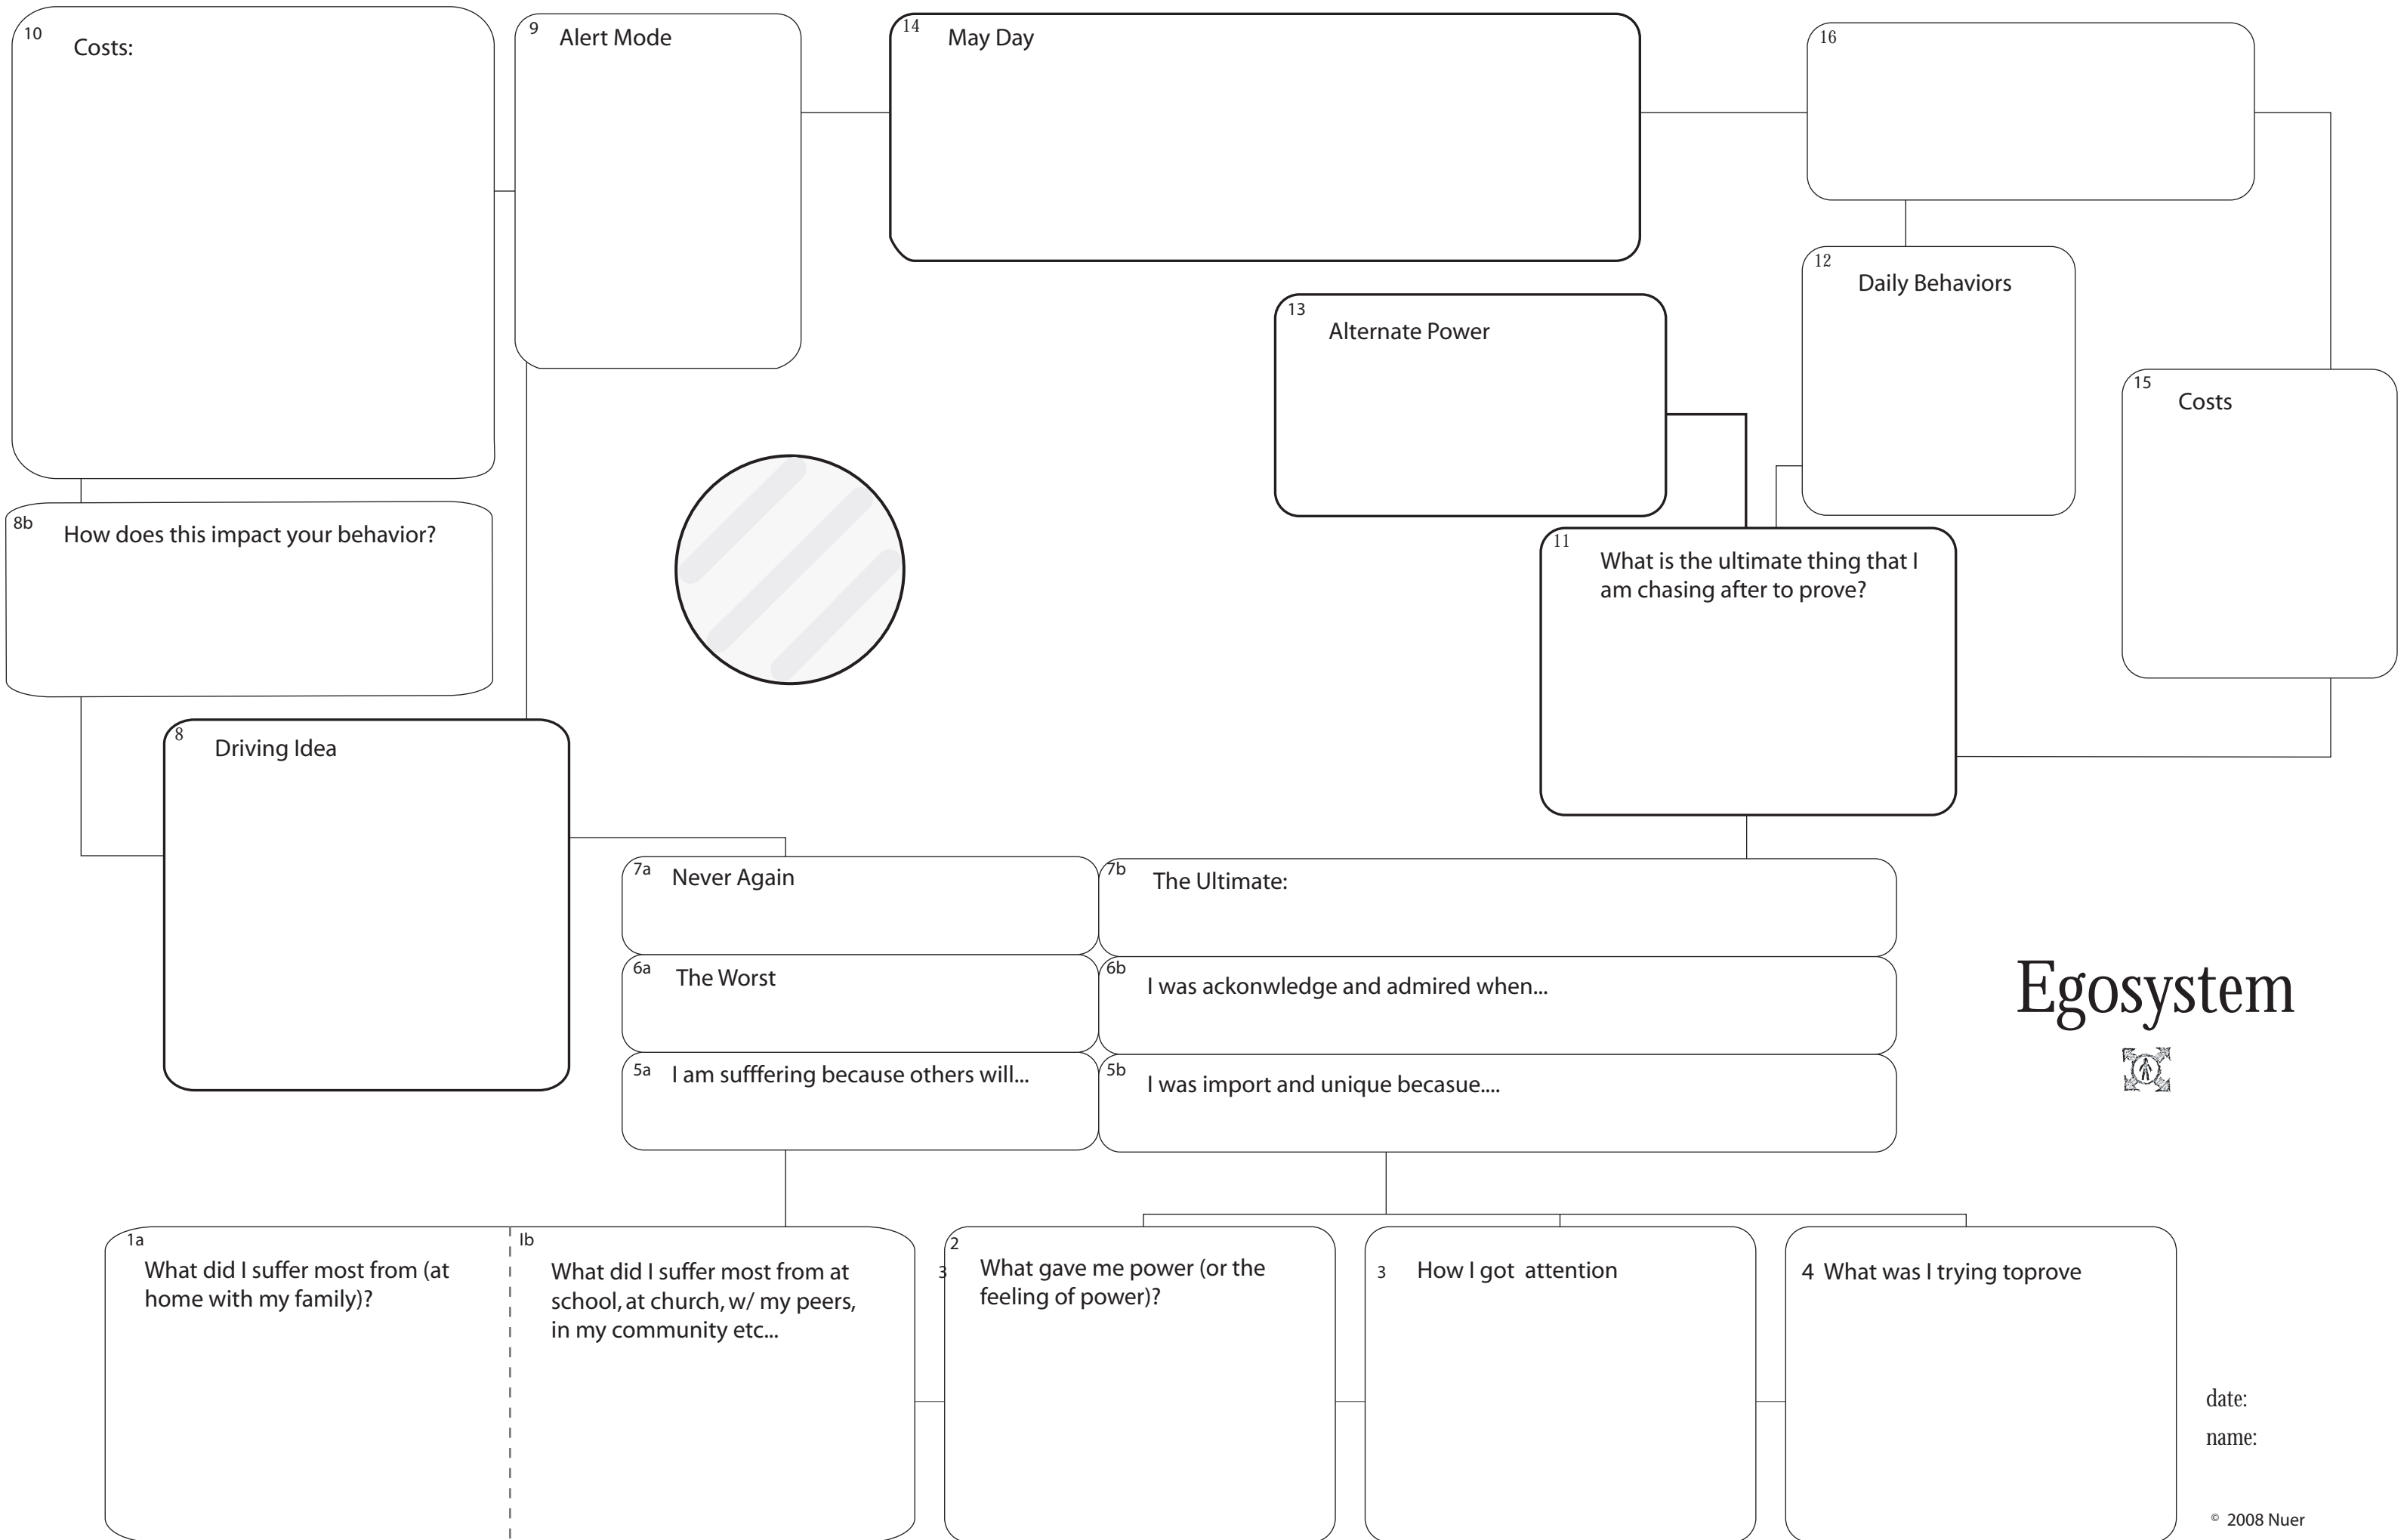 10
Costs:
9
Alert Mode
14
May Day
16
12
Daily Behaviors
13
Alternate Power
15
Costs
8b
How does this impact your behavior?
11
What is the ultimate thing that I
am chasing after to prove?
8
Driving Idea
7a
Never Again
7b
The Ultimate:
6a
The Worst
6b
I was ackonwledge and admired when...
5a
I am sufffering because others will...
5b
I was import and unique becasue....
Egosystem
1a
What did I suffer most from (at
home with my family)?
Ib
What did I suffer most from at
school, at church, w/ my peers,
in my community etc...
2
3
What gave me power (or the
feeling of power)?
3
How I got  attention
4 What was I trying toprove
date:
name:
© 2008 Nuer